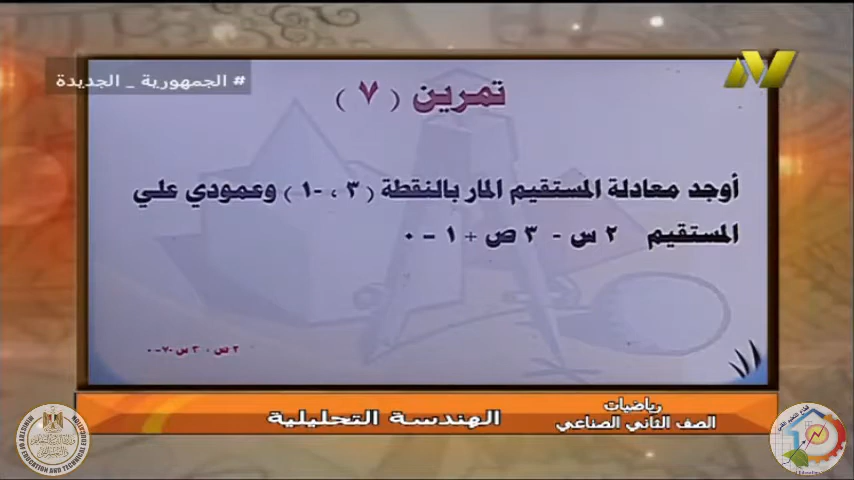 # الجمهورية _ الجديدة
تمرين ( ٧ )
أوجد معادلة المستقيم المار بالنقطة ( ٣ ، -١ ) وعمودي علي
المستقيم ٢ س - ٣ ص + ١ = ٠
رياضيات
الصف الثاني الصناعي
الهندسة التحليلية